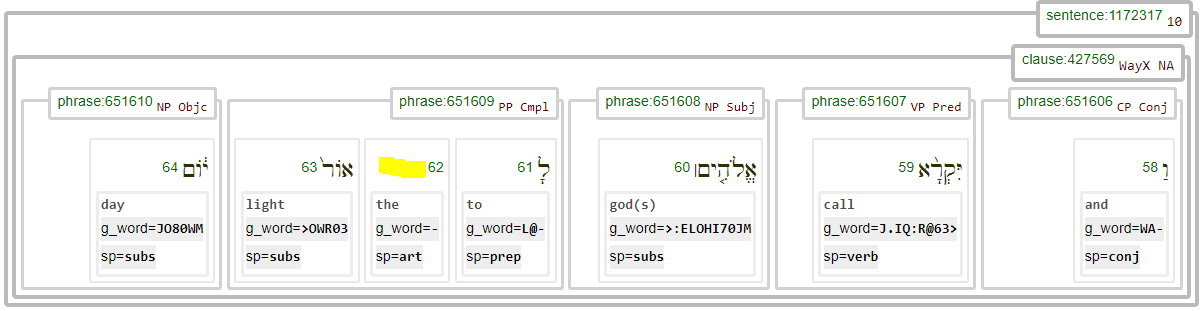 sentence:1172317 10
clause:427569 WayX NA
phrase:651606 CP Conj
וַ 58
and
g_word=WA-
sp=conj
phrase:651607 VP Pred
יִּקְרָ֨א 59
call
g_word=J.IQ:R@63>
sp=verb
phrase:651608 NP Subj
אֱלֹהִ֤ים׀ 60
god(s)
g_word=>:ELOHI70JM
sp=subs
phrase:651609 PP Cmpl
לָ 61
to
g_word=L@-
sp=prep
62
the
g_word=-
sp=art
אֹור֙ 63
light
g_word=>OWR03
sp=subs
phrase:651610 NP Objc
יֹ֔ום 64
day
g_word=JO80WM
sp=subs